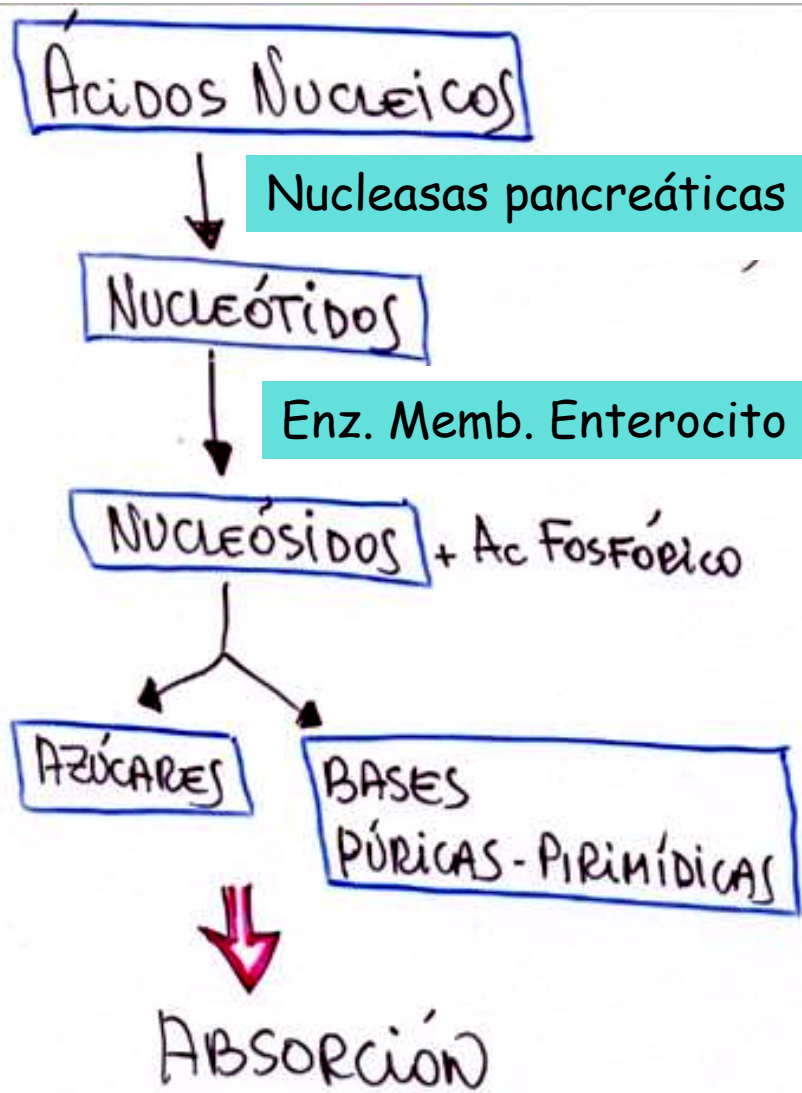 Ácidos Nucleicos
Nucleasas pancreáticas
Nucleótidos
Enz. Memb. Enterocito
Nucleósidos + Ac Fosfórico
Azúcares
Bases
Púricas - Pirimídicas
Absorción